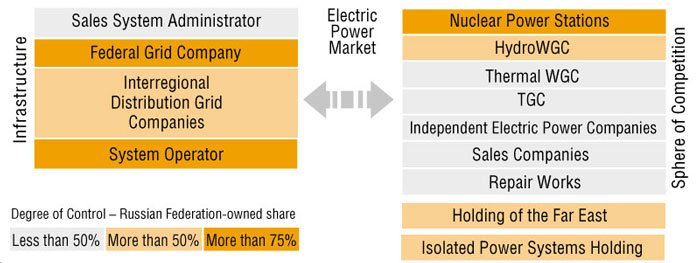 Infrastructure
Sales System Administrator
Federal Grid Company
Interregional
Distribution Grid
Companies
System Operator
Electric
Power
Market
Nuclear Power Stations
HydroWGC
Thermal WGC
TGC
Independent Electric Power Companies
Sales Companies
Repair Works
Sphere of Competition
Holding of the Far East
Isolated Power Systems Holding
Degree of Control – Russian Federation-owned share
Less than 50%
More than 50%
More than 75%